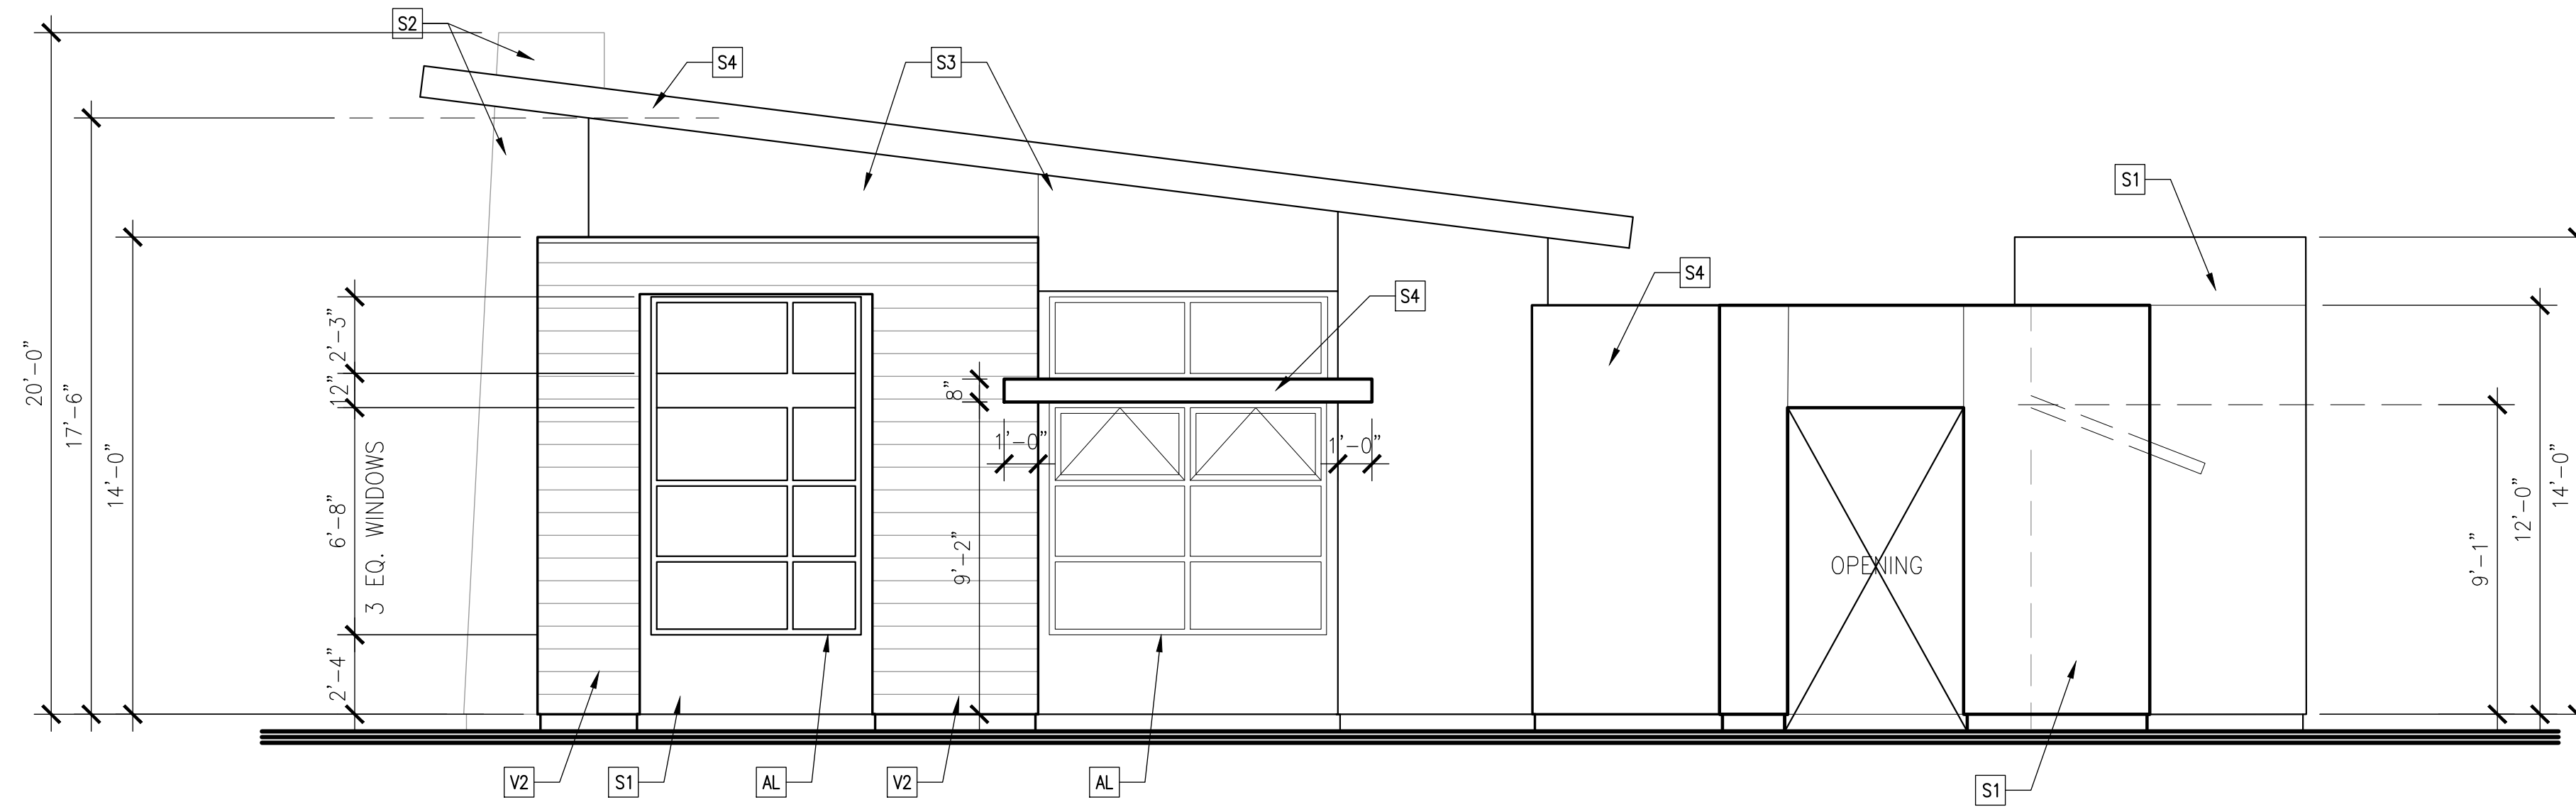 S2
S4
S3
S1
S4
S4
20'-0"
17'-6"
14'-0"
2'-3"
12"
6'-8"
3 EQ. WINDOWS
2'-4"
8"
1'-0"
1'-0"
9'-2"
OPENING
9'-1"
12'-0"
14'-0"
V2
S1
AL
V2
AL
S1